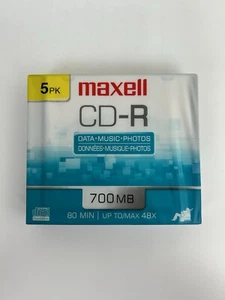 5PK
maxell
CD-R
DATA•MUSIC•PHOTOS
DONNÉES•MUSIQUE•PHOTOS
700MB
80 MIN | UP TO/MAX 48X